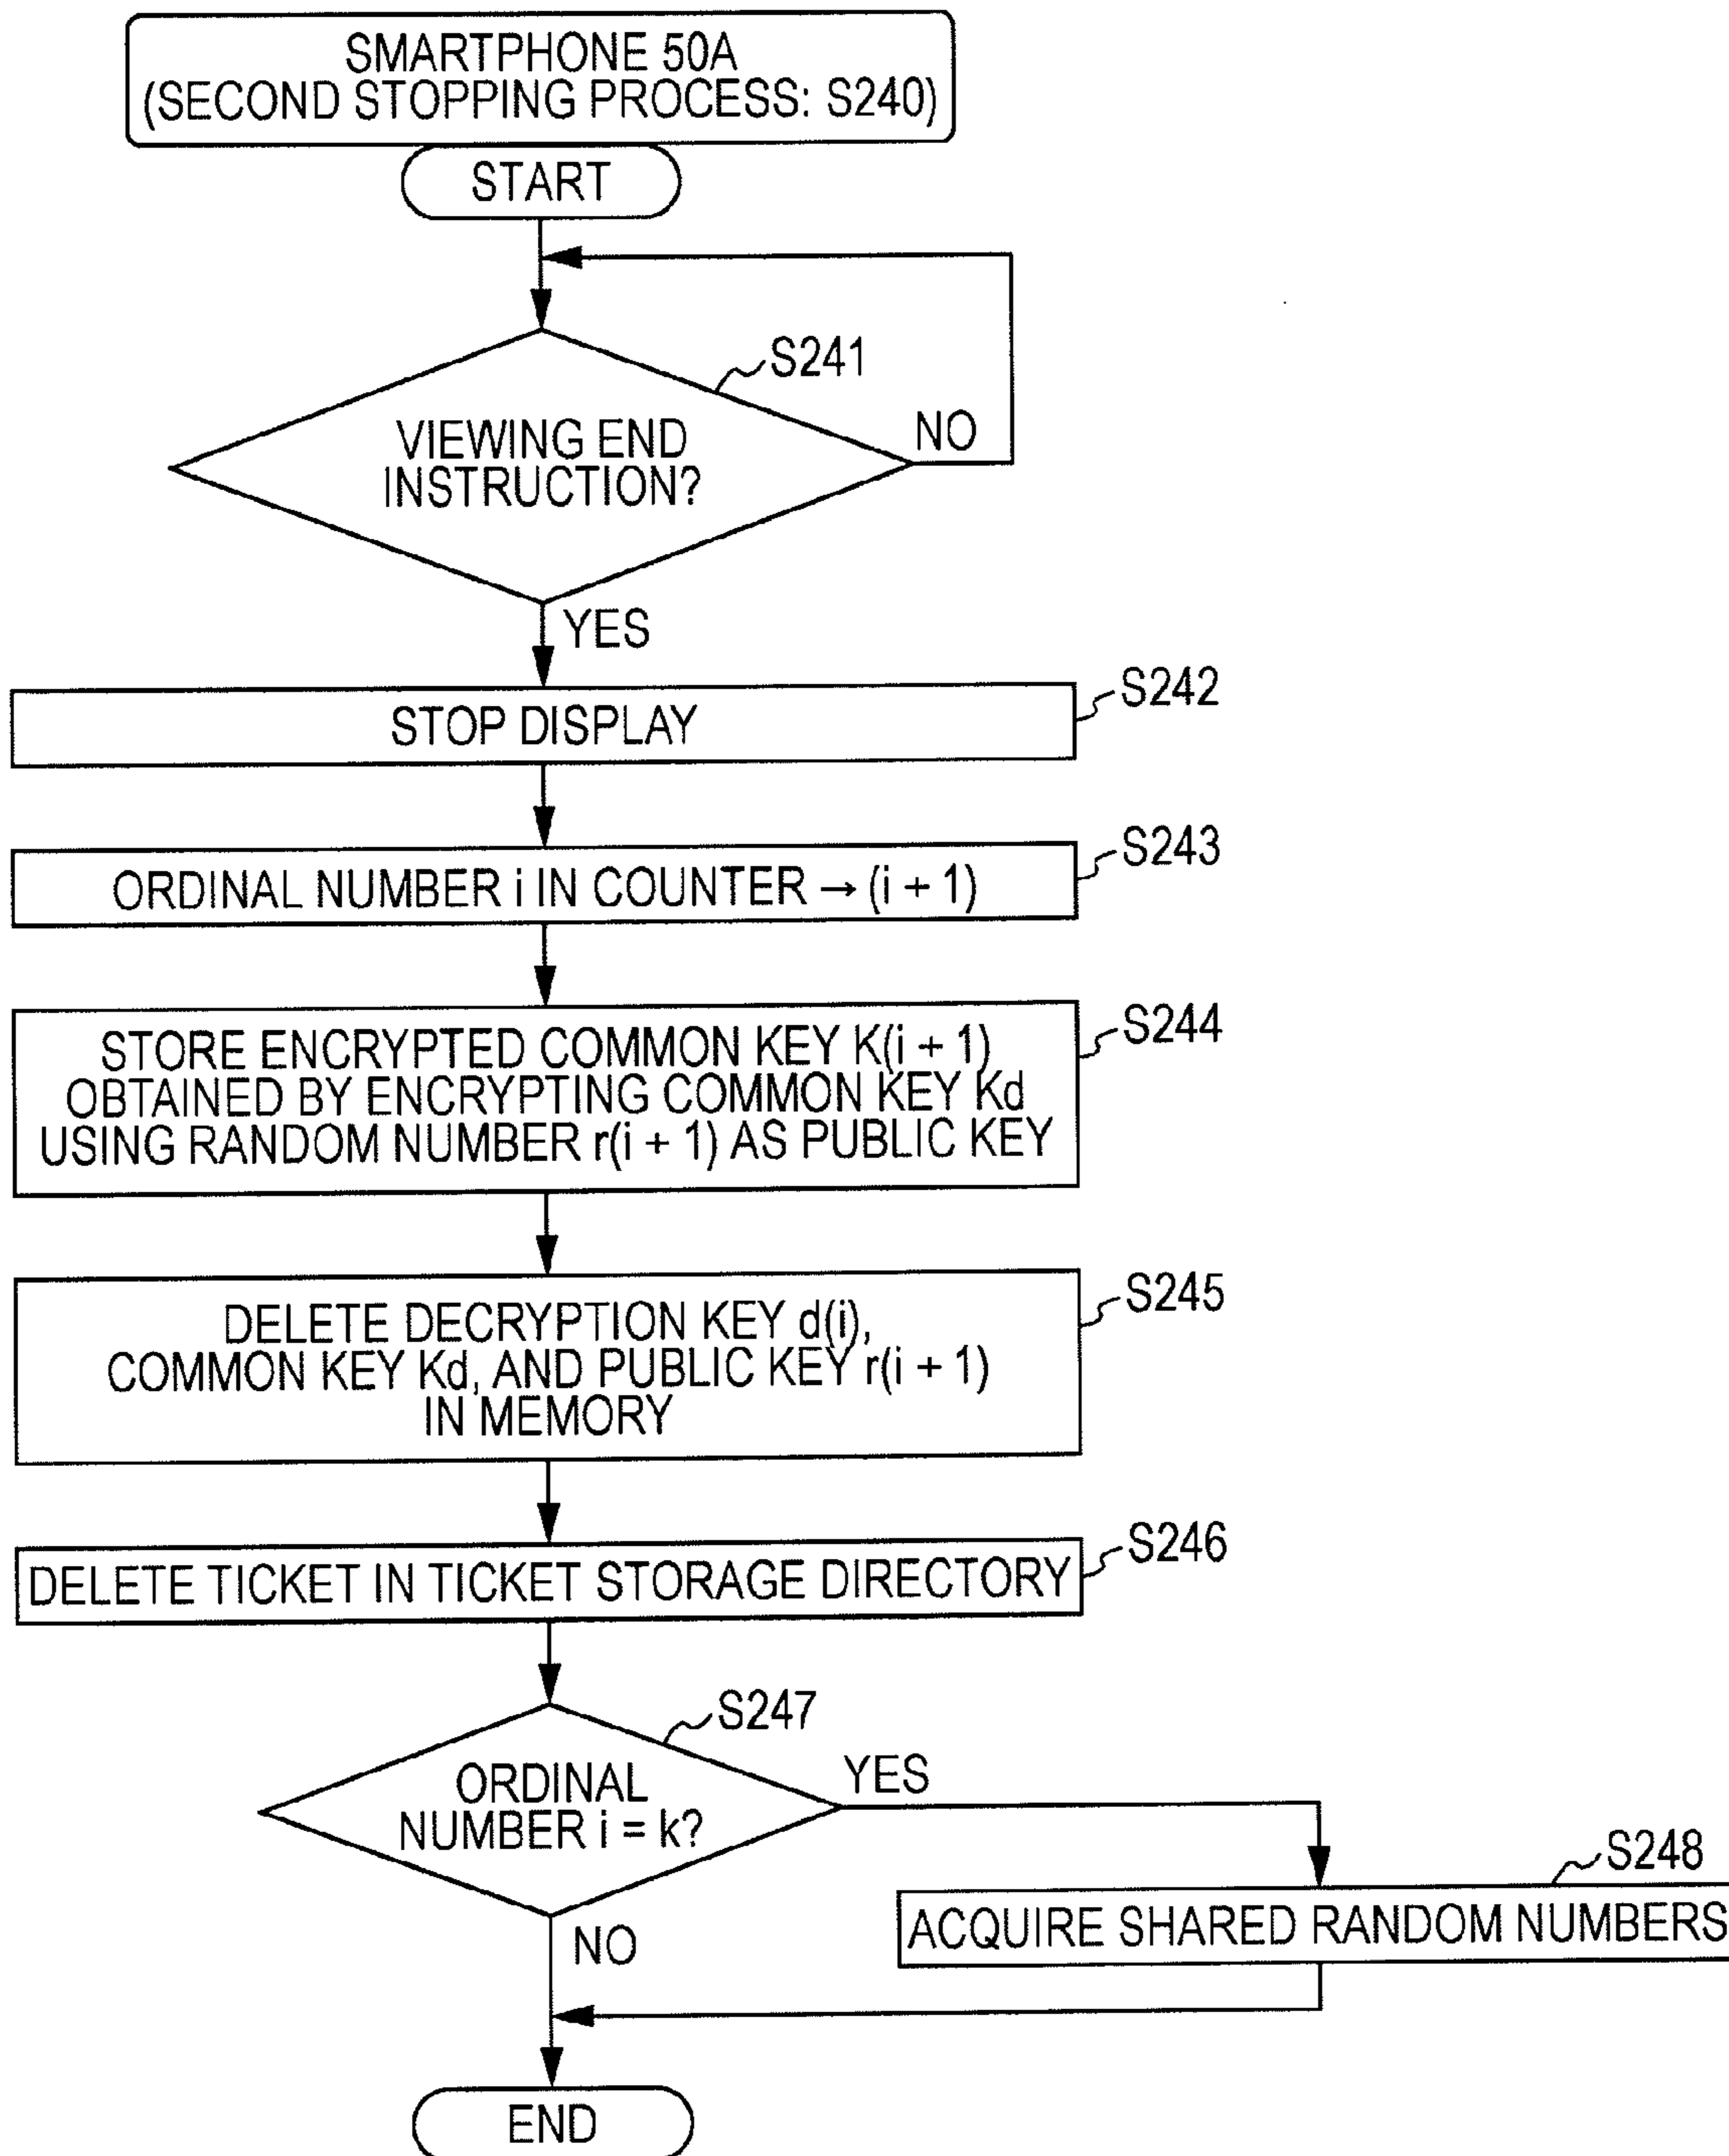 SMARTPHONE 50A
(SECOND STOPPING PROCESS: S240)
START
S241
VIEWING END
INSTRUCTION?
NO
YES
S242
STOP DISPLAY
S243
ORDINAL NUMBER i IN COUNTER → (i + 1)
S244
STORE ENCRYPTED COMMON KEY K(i + 1)
OBTAINED BY ENCRYPTING COMMON KEY Kd
USING RANDOM NUMBER r(i + 1) AS PUBLIC KEY
S245
DELETE DECRYPTION KEY d(i),
COMMON KEY Kd, AND PUBLIC KEY r(i + 1)
IN MEMORY
S246
DELETE TICKET IN TICKET STORAGE DIRECTORY
S247
ORDINAL
NUMBER i = k?
YES
S248
ACQUIRE SHARED RANDOM NUMBERS
NO
END